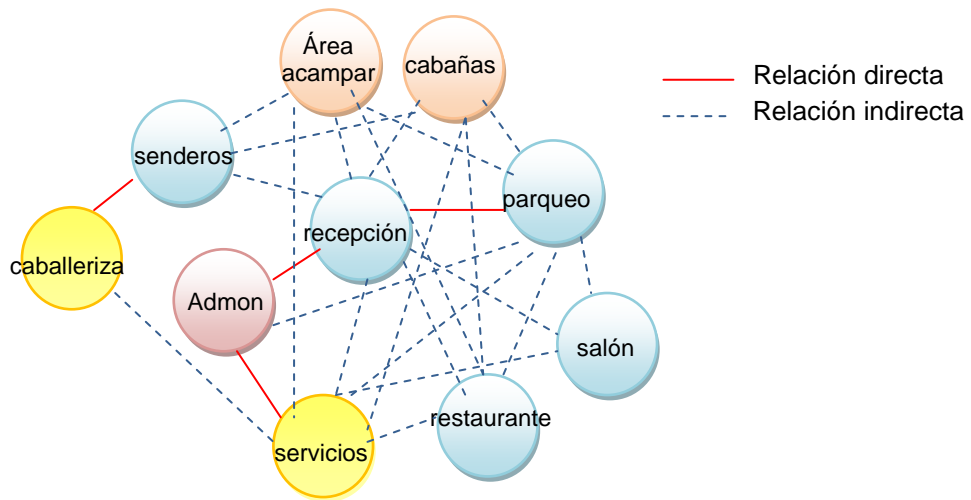 Área
acampar
cabañas
Relación directa
Relación indirecta
senderos
parqueo
recepción
caballeriza
Admon
salón
restaurante
servicios